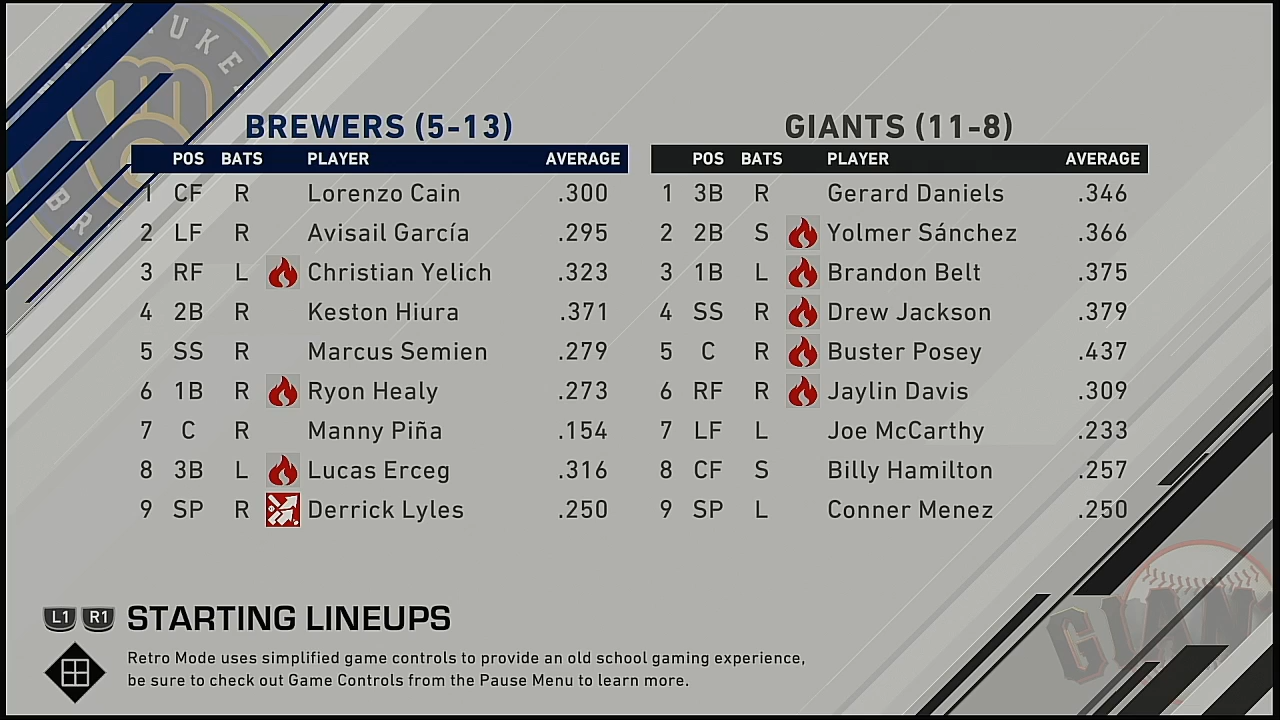 BREWERS (5-13)
POS BATS PLAYER AVERAGE
1 CF R Lorenzo Cain .300
2 LF R Avisail García .295
3 RF L Christian Yelich .323
4 2B R Keston Hiura .371
5 SS R Marcus Semien .279
6 1B R Ryon Healy .273
7 C R Manny Piña .154
8 3B L Lucas Erceg .316
9 SP R Derrick Lyles .250
GIANTS (11-8)
POS BATS PLAYER AVERAGE
1 3B R Gerard Daniels .346
2 2B S Yolmer Sánchez .366
3 1B L Brandon Belt .375
4 SS R Drew Jackson .379
5 C R Buster Posey .437
6 RF R Jaylin Davis .309
7 LF L Joe McCarthy .233
8 CF S Billy Hamilton .257
9 SP L Conner Menez .250
L1 R1 STARTING LINEUPS
Retro Mode uses simplified game controls to provide an old school gaming experience,
be sure to check out Game Controls from the Pause Menu to learn more.
UKE
BR
GIAN